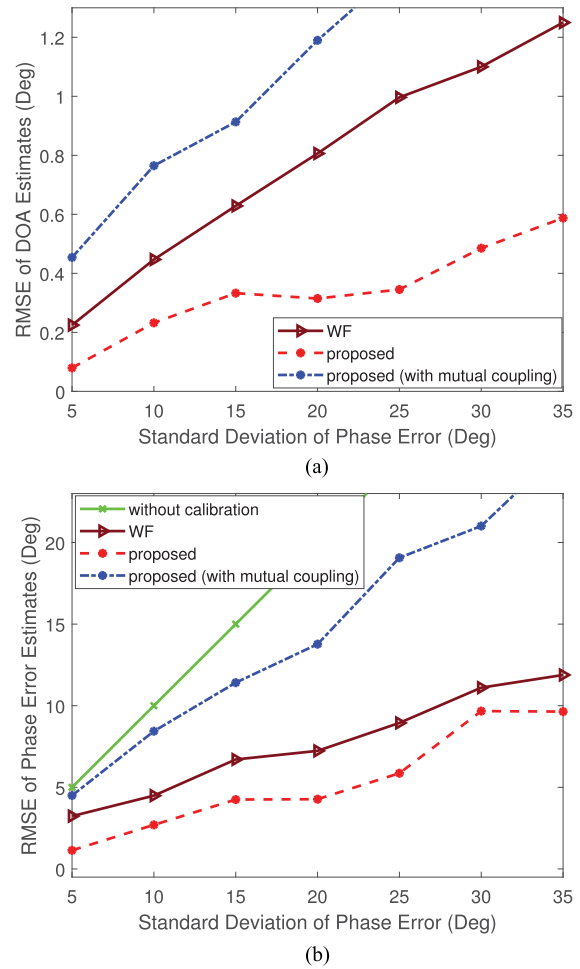 1.2
1
0.8
0.6
0.4
0.2
0
RMSE of DOA Estimates (Deg)
WF
proposed
proposed (with mutual coupling)
5 10 15 20 25 30 35
Standard Deviation of Phase Error (Deg)
(a)
without calibration
WF
proposed
proposed (with mutual coupling)
20
15
10
5
0
RMSE of Phase Error Estimates (Deg)
5 10 15 20 25 30 35
Standard Deviation of Phase Error (Deg)
(b)